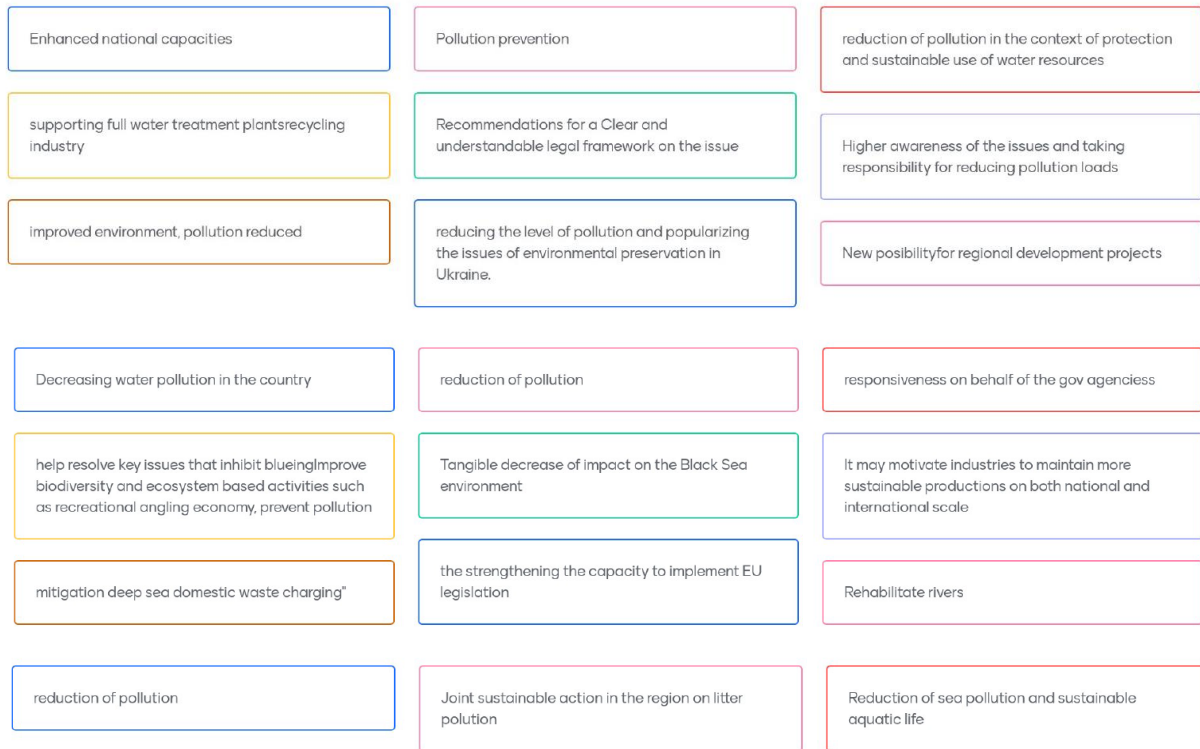 Enhanced national capacities
Pollution prevention
reduction of pollution in the context of protection
and sustainable use of water resources
supporting full water treatment plantsrecycling
industry
Recommendations for a Clear and
understandable legal framework on the issue
Higher awareness of the issues and taking
responsibility for reducing pollution loads
improved environment, pollution reduced
reducing the level of pollution and popularizing
the issues of environmental preservation in
Ukraine.
New posibilityfor regional development projects
Decreasing water pollution in the country
reduction of pollution
responsiveness on behalf of the gov agenciess
help resolve key issues that inhibit blueingImprove
biodiversity and ecosystem based activities such
as recreational angling economy, prevent pollution
Tangible decrease of impact on the Black Sea
environment
It may motivate industries to maintain more
sustainable productions on both national and
international scale
mitigation deep sea domestic waste charging"
the strengthening the capacity to implement EU
legislation
Rehabilitate rivers
reduction of pollution
Joint sustainable action in the region on litter
polution
Reduction of sea pollution and sustainable
aquatic life